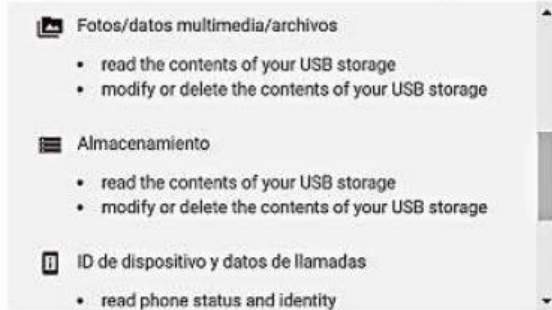 Fotos/datos multimedia/archivos
• read the contents of your USB storage
• modify or delete the contents of your USB storage
Almacenamiento
• read the contents of your USB storage
• modify or delete the contents of your USB storage
ID de dispositivo y datos de llamadas
• read phone status and identity